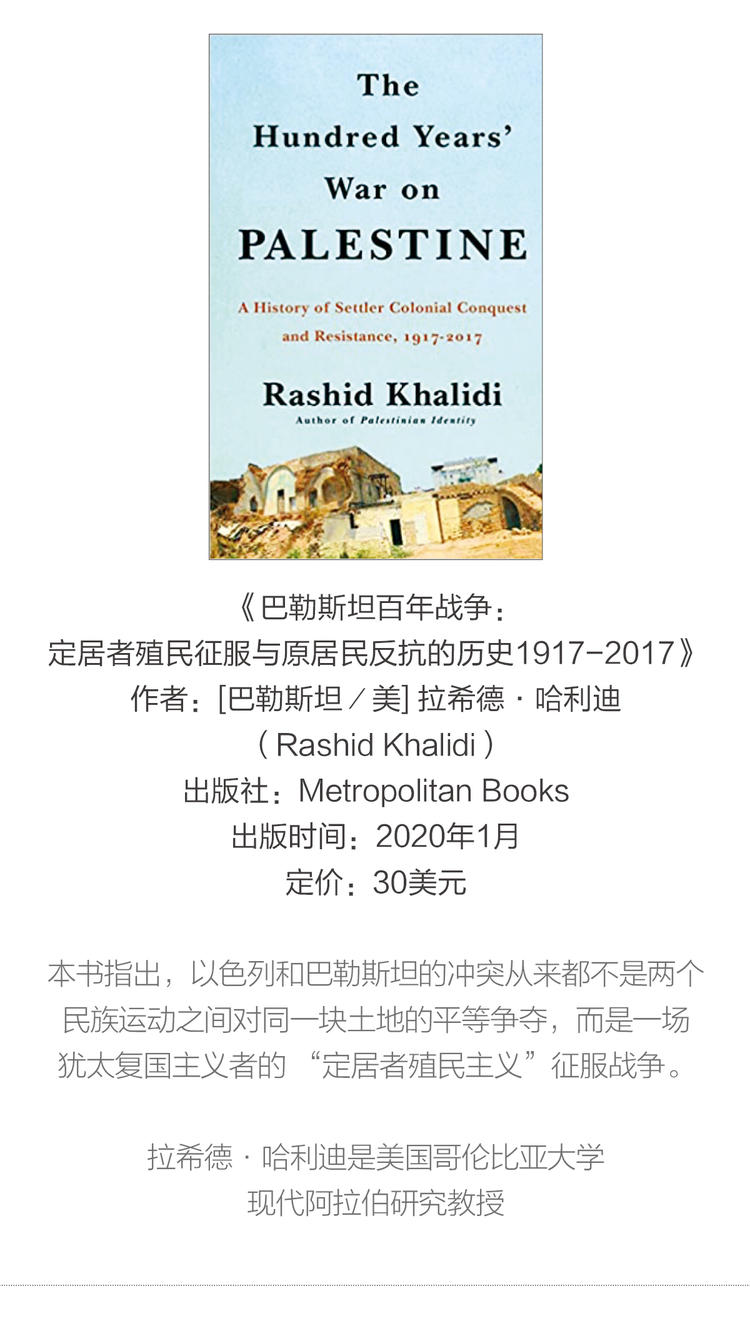 The
Hundred Years’
War on
PALESTINE
A History of Settler Colonial Conquest
and Resistance, 1917-2017
Rashid Khalidi
Author of Palestinian Identity
《巴勒斯坦百年战争：
定居者殖民征服与原居民反抗的历史1917–2017》
作者：[巴勒斯坦／美] 拉希德·哈利迪
（Rashid Khalidi）
出版社：Metropolitan Books
出版时间：2020年1月
定价：30美元
本书指出，以色列和巴勒斯坦的冲突从来都不是两个
民族运动之间对同一块土地的平等争夺，而是一场
犹太复国主义者的 “定居者殖民主义”征服战争。
拉希德·哈利迪是美国哥伦比亚大学
现代阿拉伯研究教授